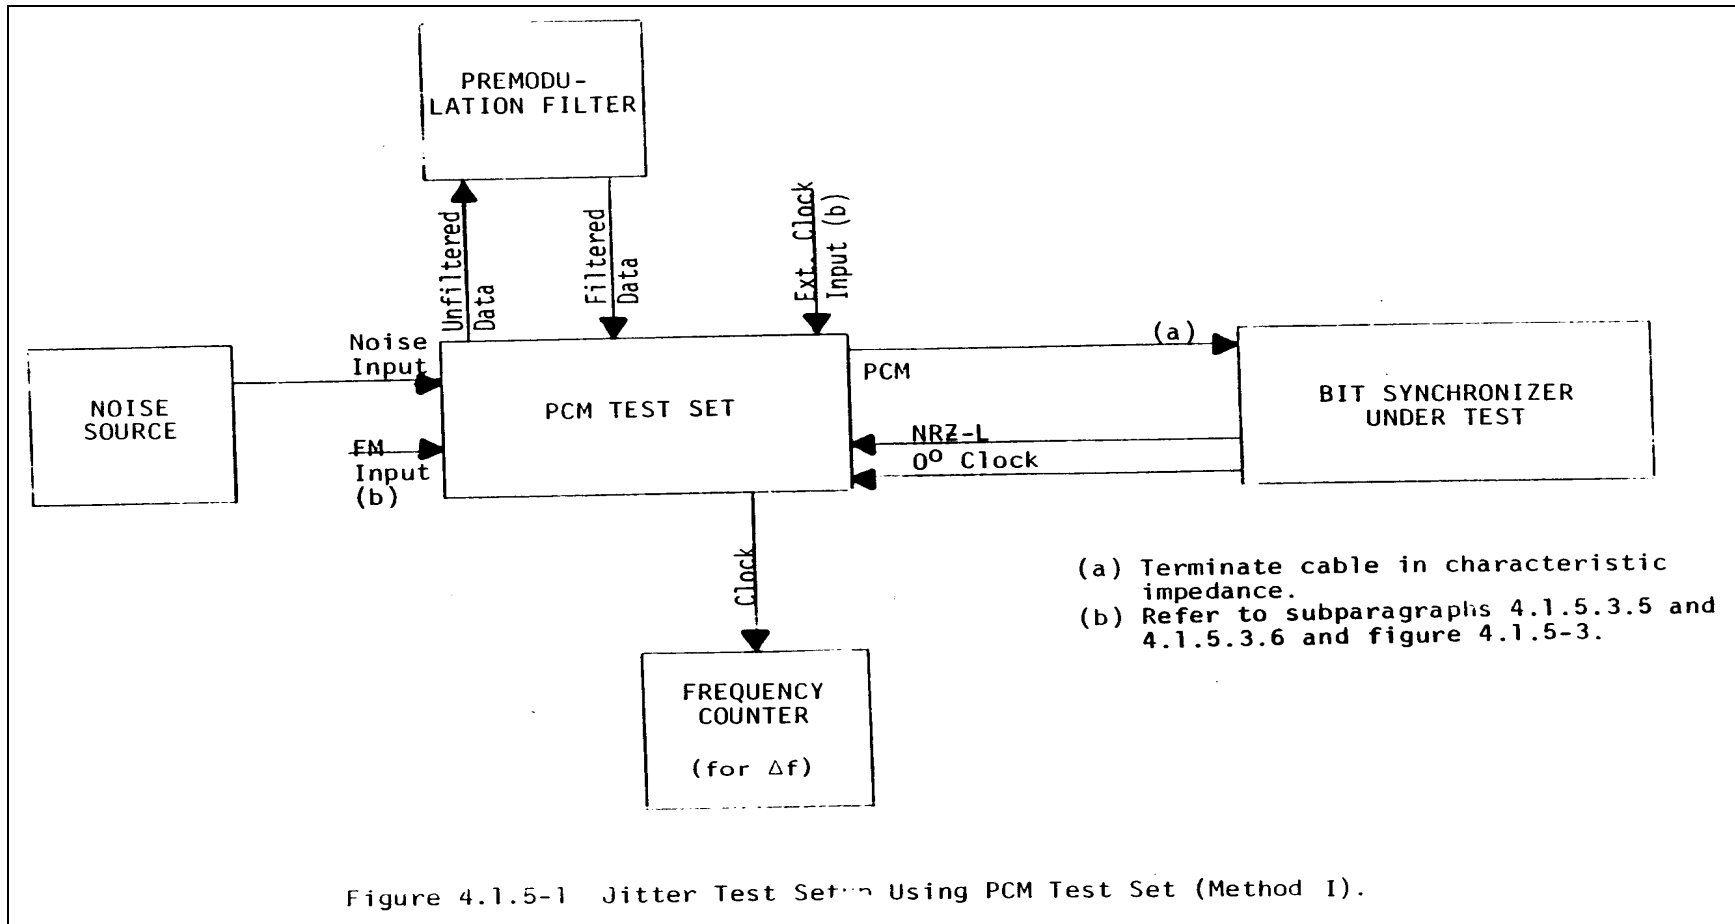 PREMODU-
LATION FILTER
Unfiltered
Data
Filtered
Data
Ext. Clock
Input (b)
Noise
Input
NOISE
SOURCE
FM
Input
(b)
PCM TEST SET
(a)
PCM
NRZ-L
0° Clock
BIT SYNCHRONIZER
UNDER TEST
Clock
FREQUENCY
COUNTER
(for Δf)
(a) Terminate cable in characteristic
impedance.
(b) Refer to subparagraphs 4.1.5.3.5 and
4.1.5.3.6 and figure 4.1.5-3.
Figure 4.1.5-1 Jitter Test Setup Using PCM Test Set (Method I).